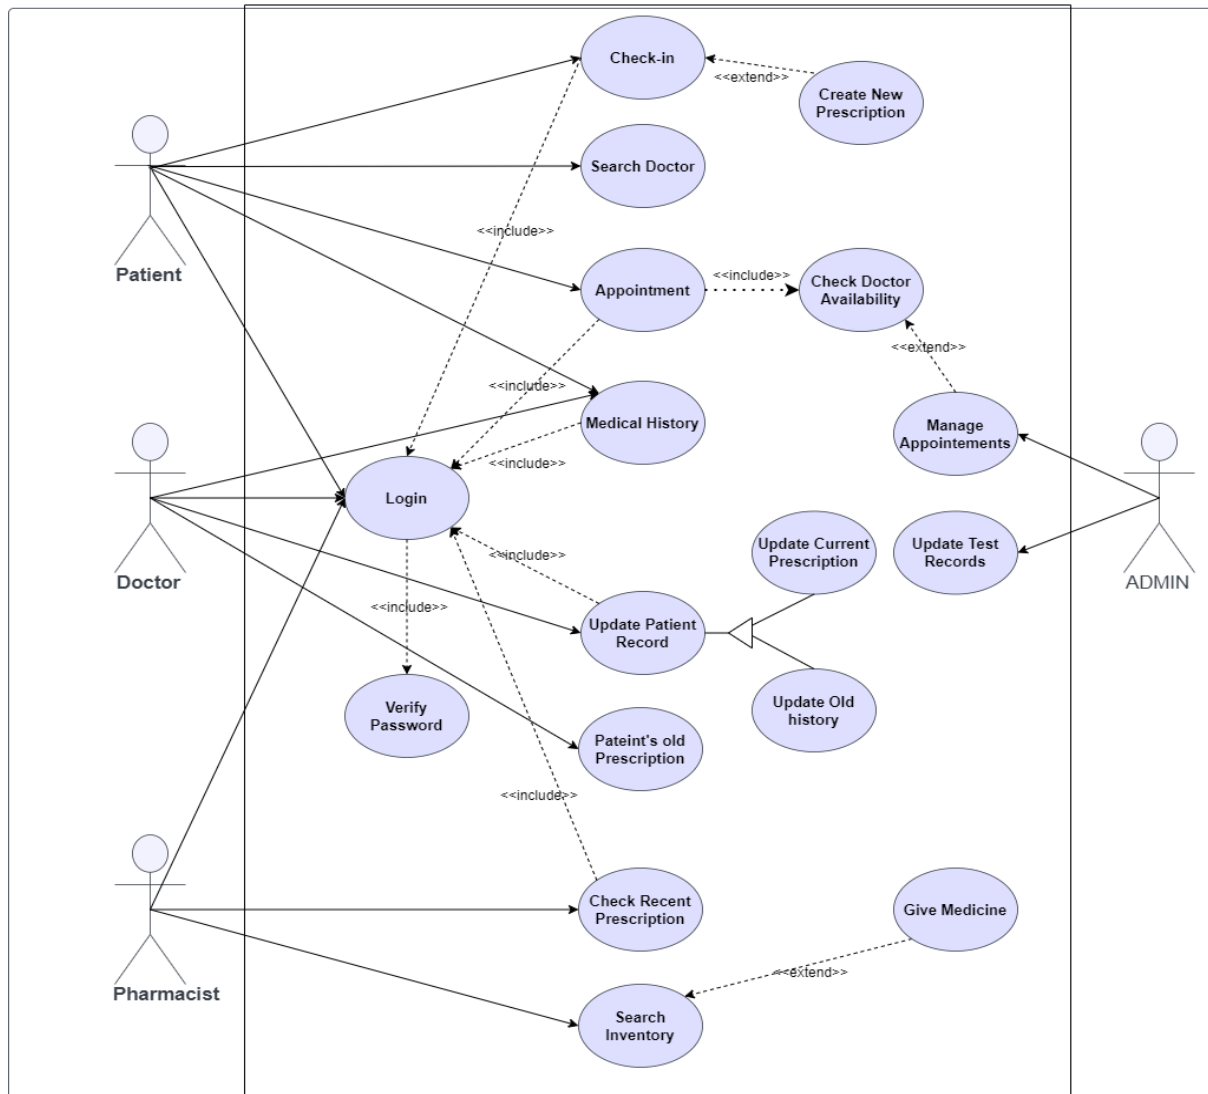 Check-in
<<extend>>
Create New
Prescription
Search Doctor
Patient
<<include>>
Appointment
<<include>>
Check Doctor
Availability
<<extend>>
<<include>>
Medical History
<<include>>
Manage
Appointements
Doctor
Login
<<include>>
Update Current
Prescription
Update Test
Records
ADMIN
<<include>>
Update Patient
Record
Verify
Password
Update Old
history
Pateint's old
Prescription
<<include>>
Pharmacist
Check Recent
Prescription
Give Medicine
<<extend>>
Search
Inventory